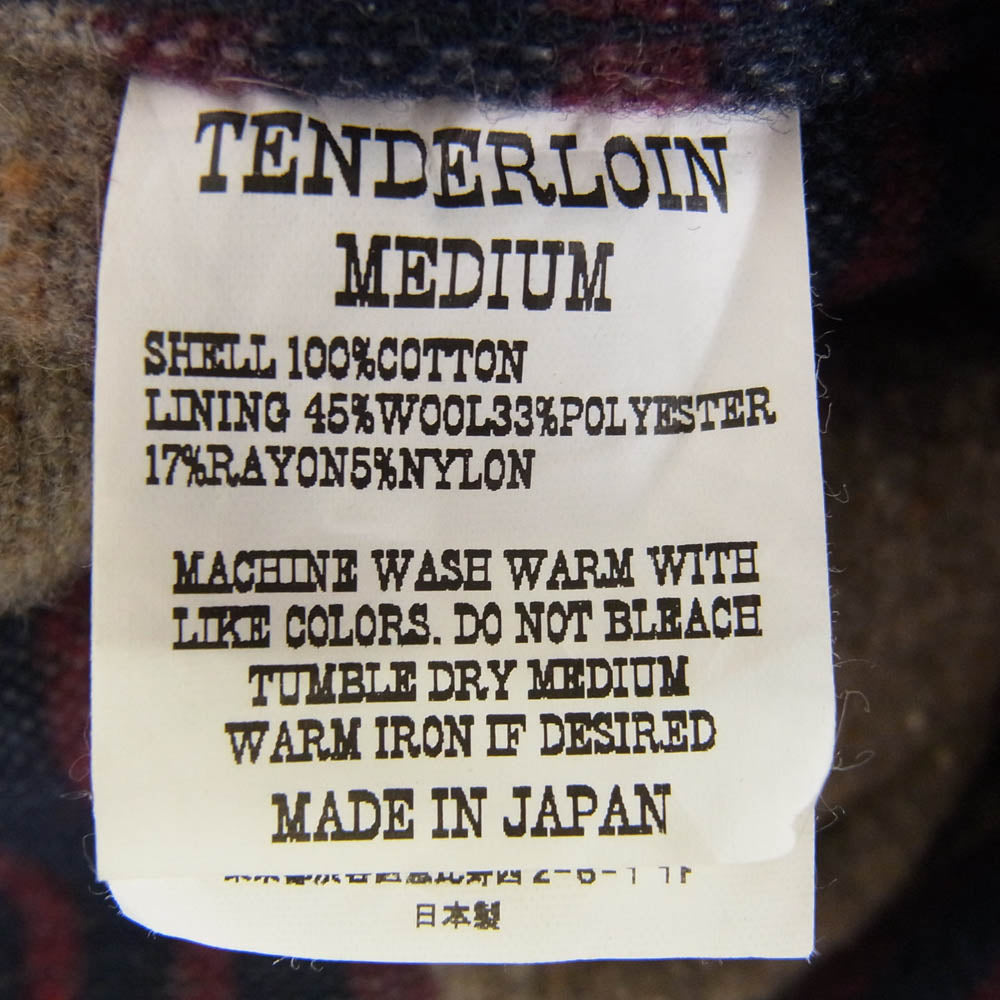 TENDERLOIN
MEDIUM
SHELL 100%COTTON
LINING 45%WOOL33%POLYESTER
17%RAYON5%NYLON
MACHINE WASH WARM WITH
LIKE COLORS. DO NOT BLEACH
TUMBLE DRY MEDIUM
WARM IRON IF DESIRED
MADE IN JAPAN
日本製